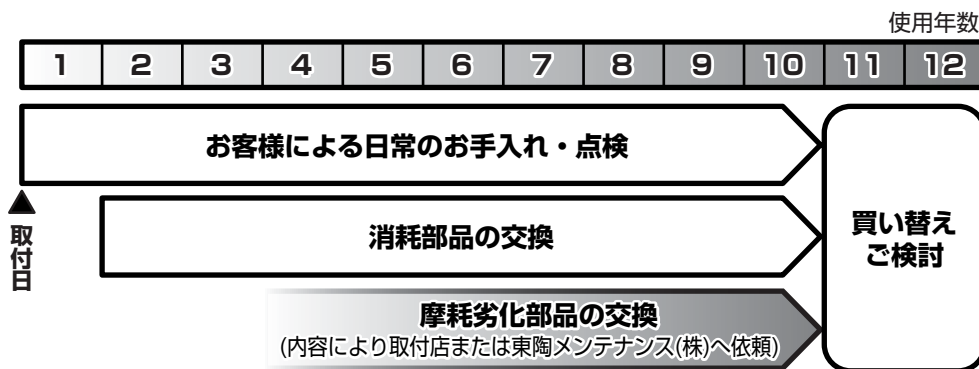 使用年数
1 2 3 4 5 6 7 8 9 10 11 12
お客様による日常のお手入れ・点検
取付日
消耗部品の交換
買い替え
ご検討
摩耗劣化部品の交換
(内容により取付店または東陶メンテナンス(株)へ依頼)